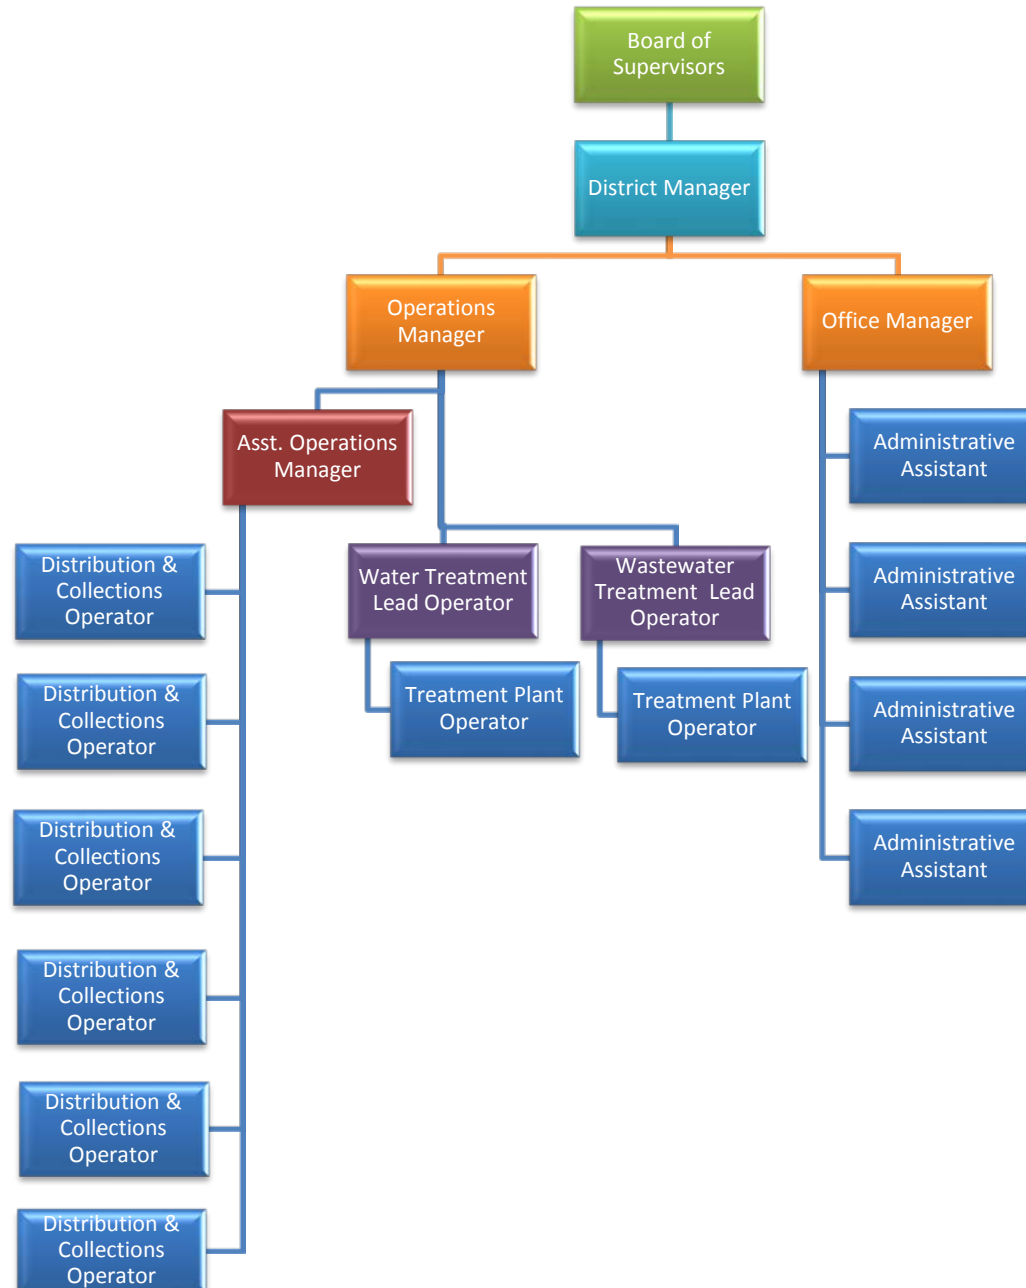 Board of
Supervisors
District Manager
Operations
Manager
Office Manager
Asst. Operations
Manager
Administrative
Assistant
Distribution &
Collections
Operator
Water Treatment
Lead Operator
Wastewater
Treatment  Lead
Operator
Administrative
Assistant
Distribution &
Collections
Operator
Treatment Plant
Operator
Treatment Plant
Operator
Administrative
Assistant
Distribution &
Collections
Operator
Administrative
Assistant
Distribution &
Collections
Operator
Distribution &
Collections
Operator
Distribution &
Collections
Operator